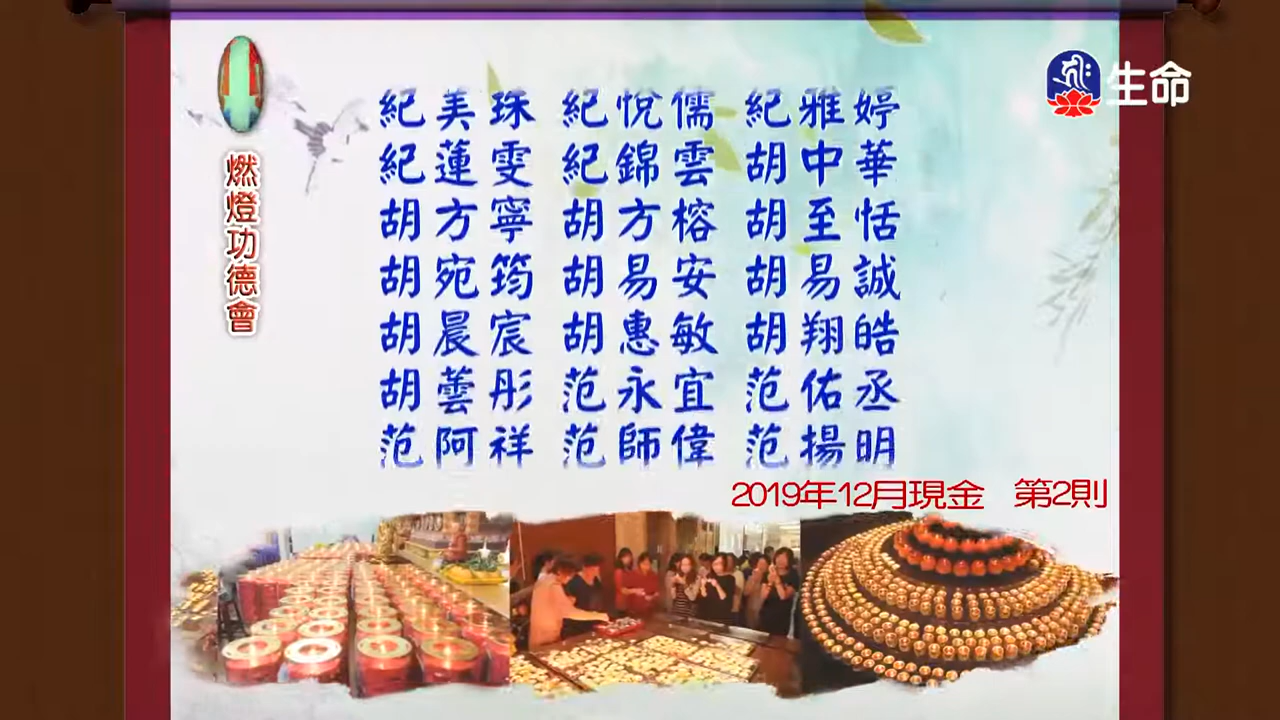 生命
燃燈功德會
紀美珠 紀悅儒 紀雅婷
紀蓮雯 紀錦雲 胡中華
胡方寧 胡方榕 胡至恬
胡宛筠 胡易安 胡易誠
胡晨宸 胡惠敏 胡翔皓
胡蕓彤 范永宜 范佑丞
范阿祥 范師偉 范揚明
2019年12月現金 第2則